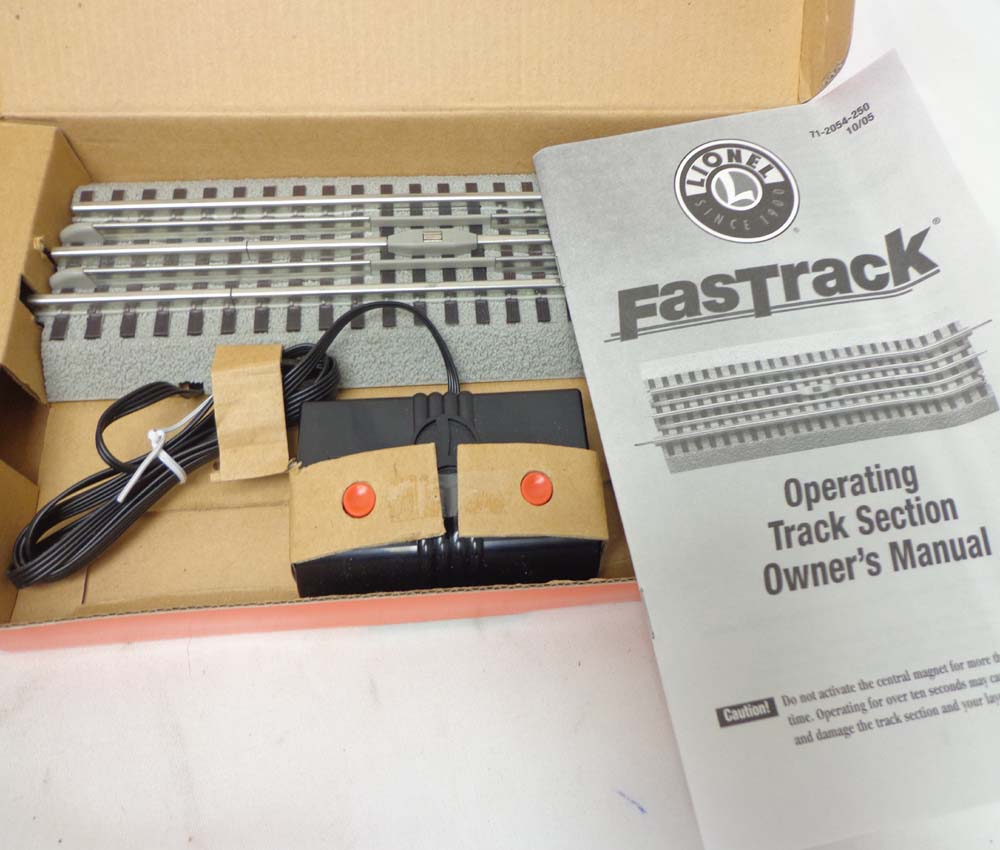 71-2054-250
10/05
LIONEL
SINCE 1900
FasTrack®
Operating
Track Section
Owner's Manual
Caution! Do not activate the central magnet for more
time. Operating for over ten seconds may
and damage the track section and your